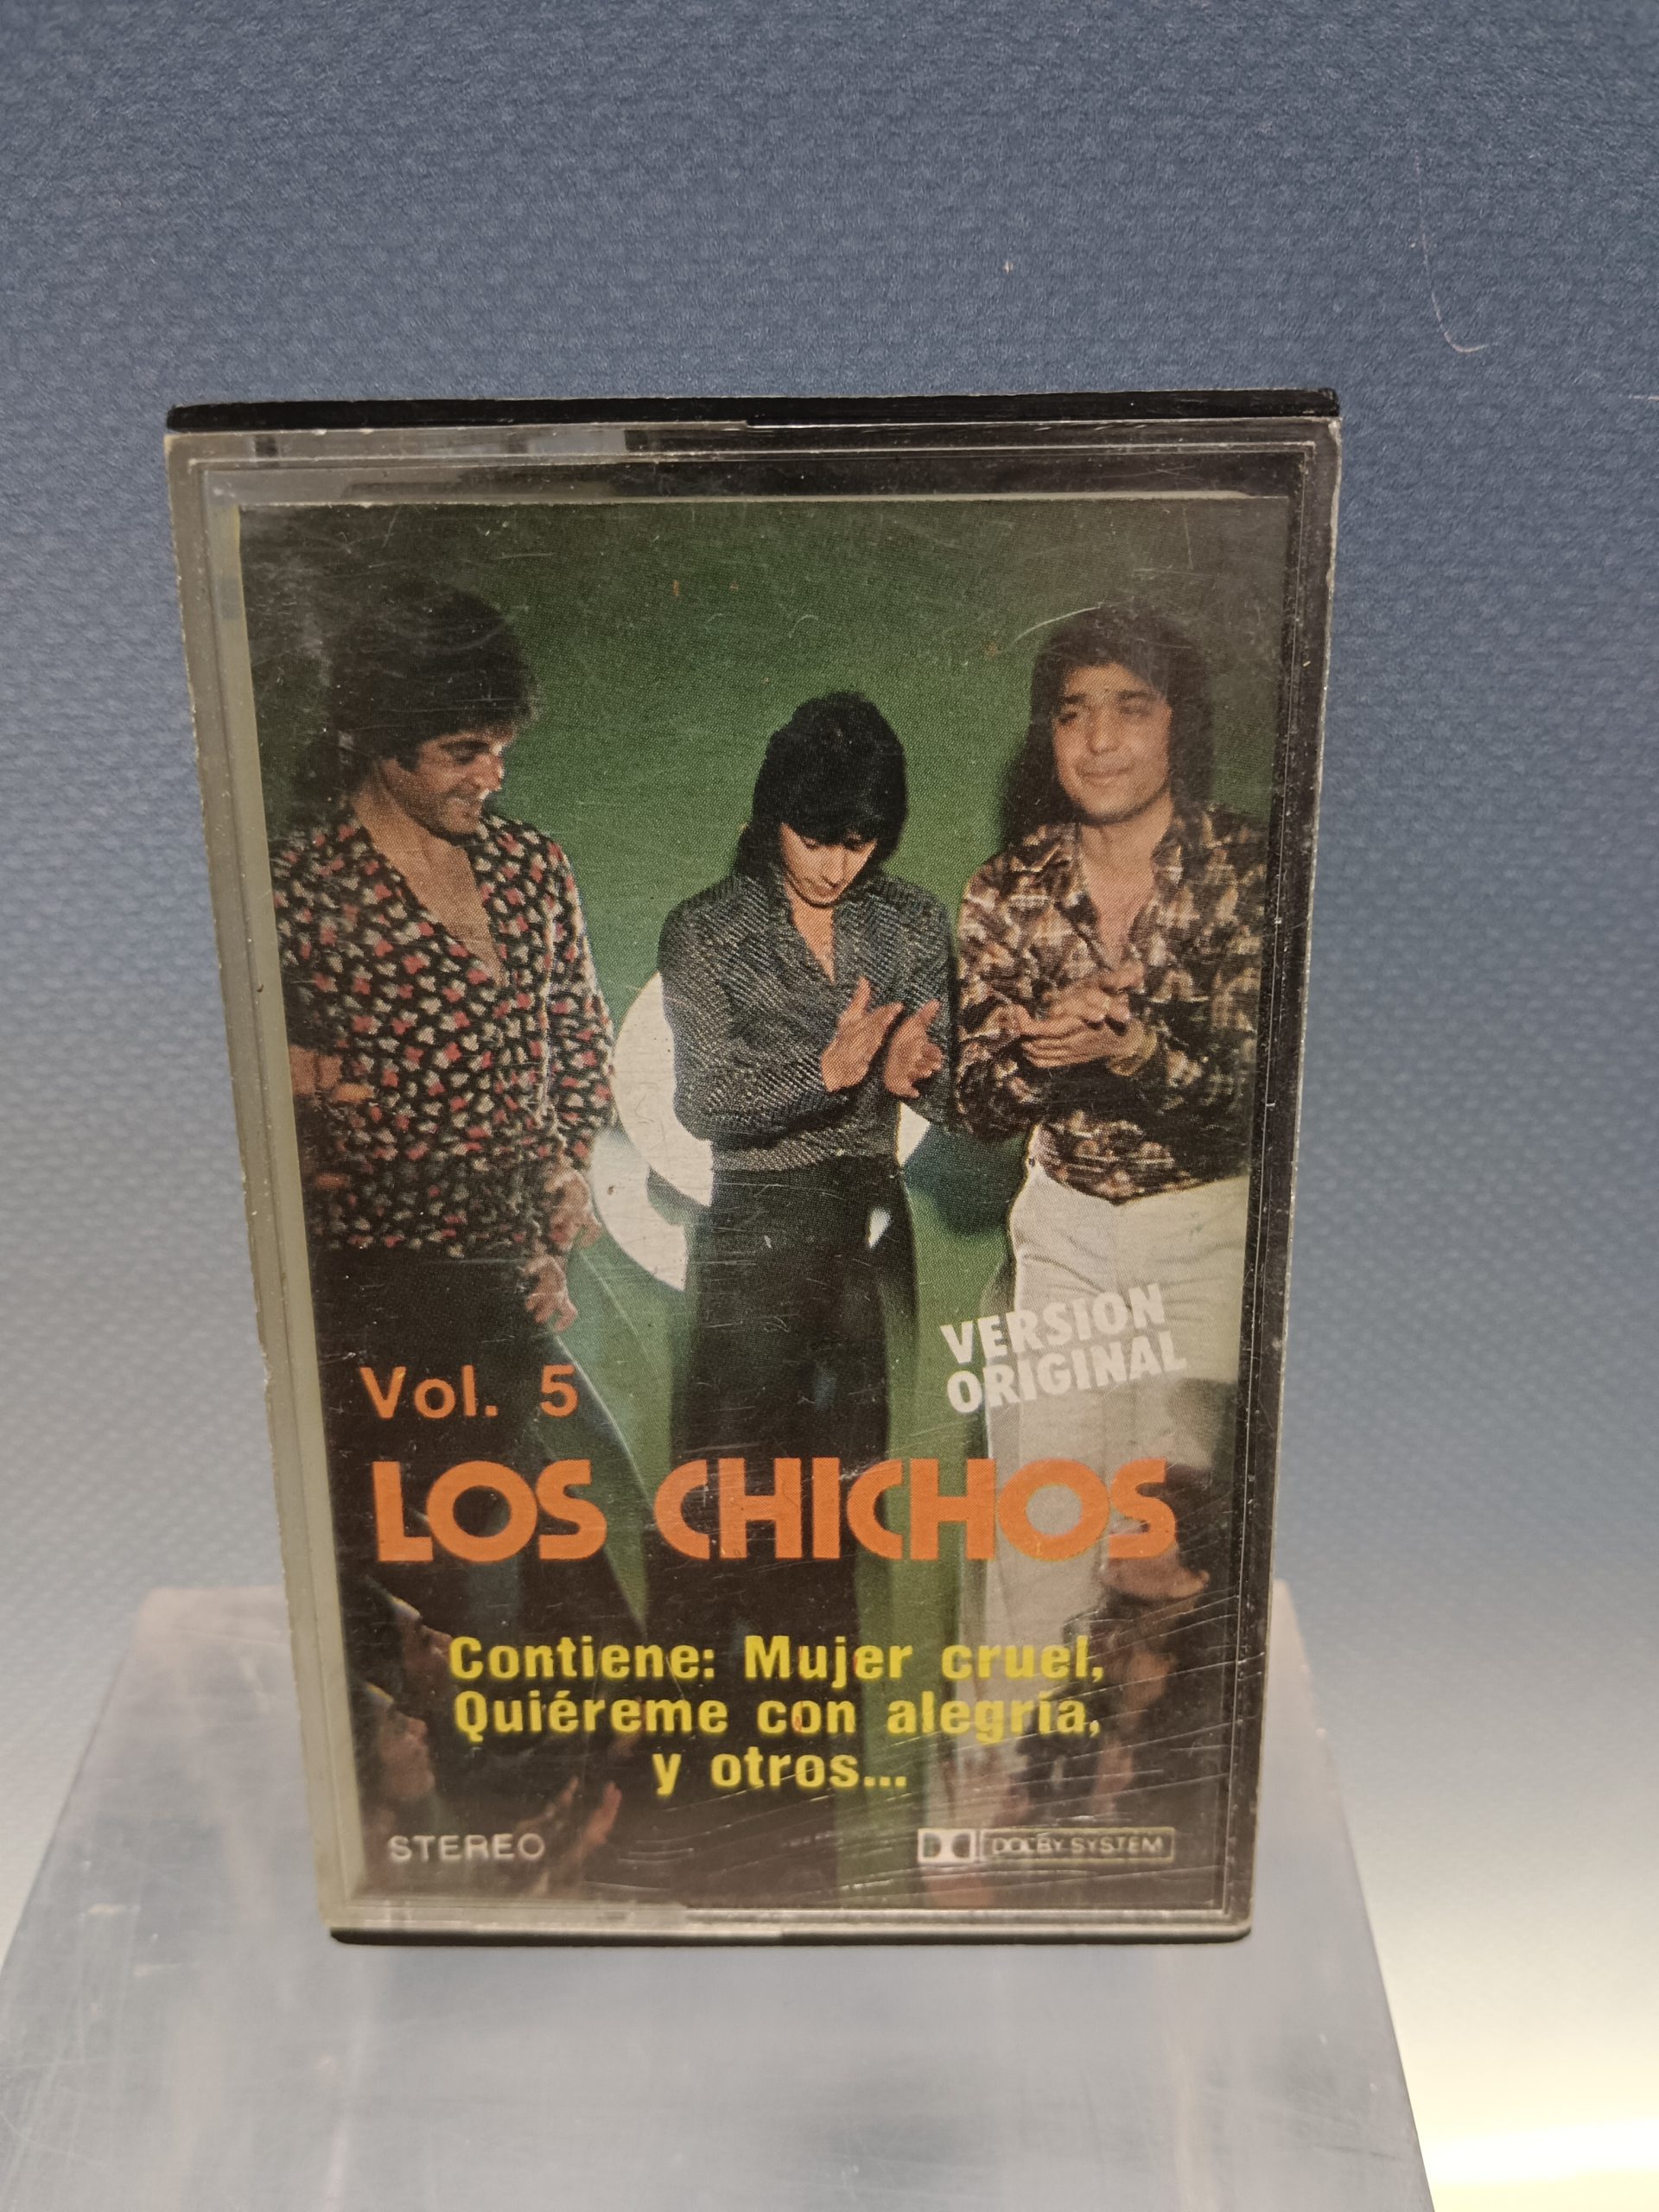 VERSION
ORIGINAL
Vol. 5
LOS CHICHOS
Contiene: Mujer cruel,
Quiéreme con alegría,
y otros...
STEREO
DOLBY SYSTEM